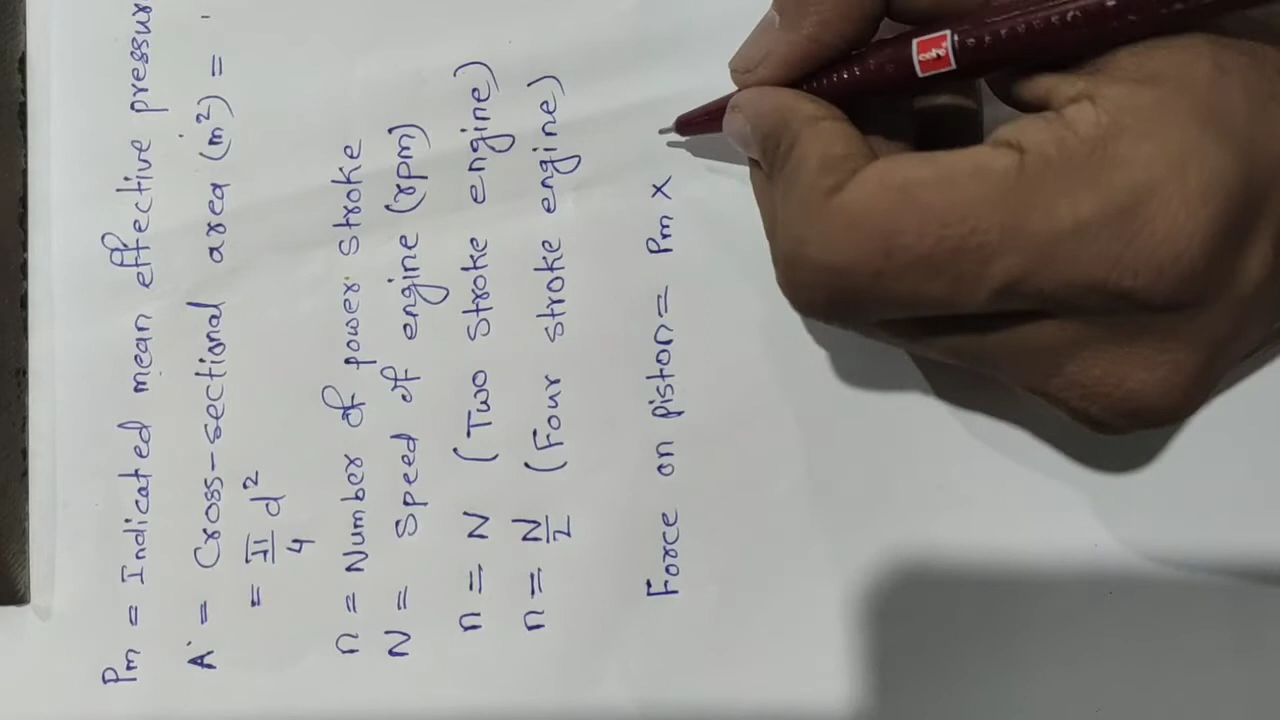 Pm = Indicated mean effective pressur
A = Cross-sectional area (m²) =
= π/4 d²
n = Number of power stroke
N = Speed of engine (rpm)
n = N (Two stroke engine)
n = N/2 (Four stroke engine)
Force on piston = Pm x